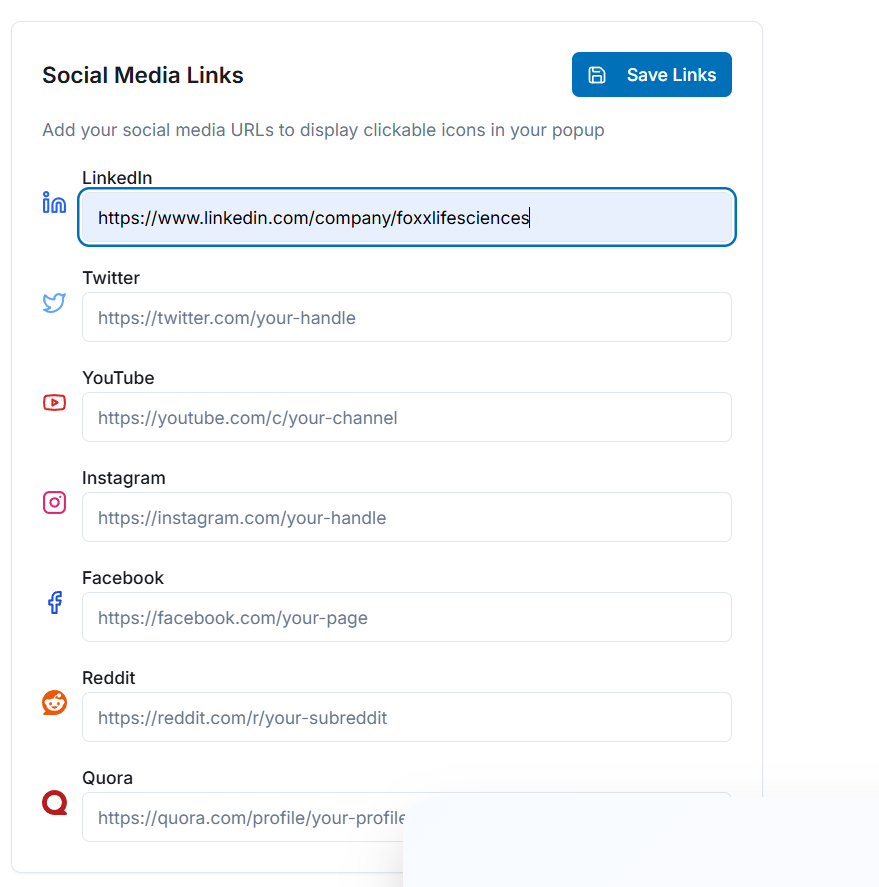 Social Media Links
Save Links
Add your social media URLs to display clickable icons in your popup
LinkedIn
in
https://www.linkedin.com/company/foxxlifesciences
Twitter
https://twitter.com/your-handle
YouTube
https://youtube.com/c/your-channel
Instagram
https://instagram.com/your-handle
Facebook
https://facebook.com/your-page
Reddit
https://reddit.com/r/your-subreddit
Quora
https://quora.com/profile/your-profile